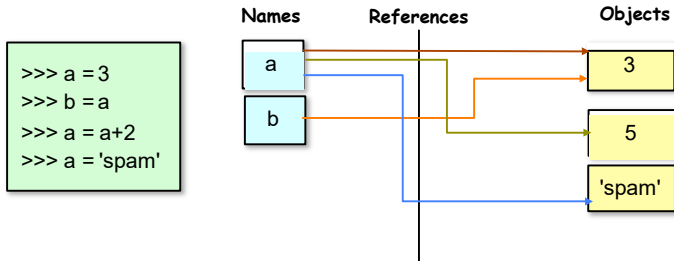 Names References Objects
>>> a = 3
>>> b = a
>>> a = a+2
>>> a = 'spam'
a
b
3
5
'spam'